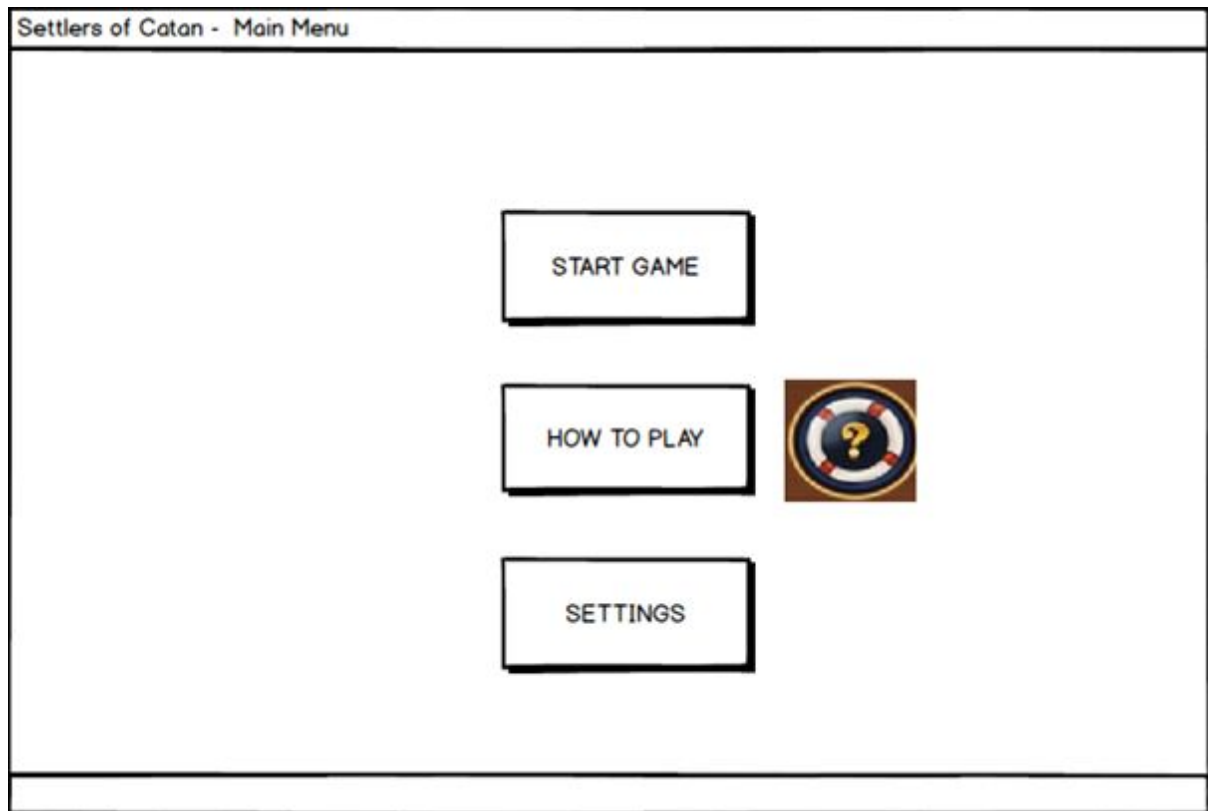 Settlers of Catan - Main Menu
START GAME
HOW TO PLAY
?
SETTINGS